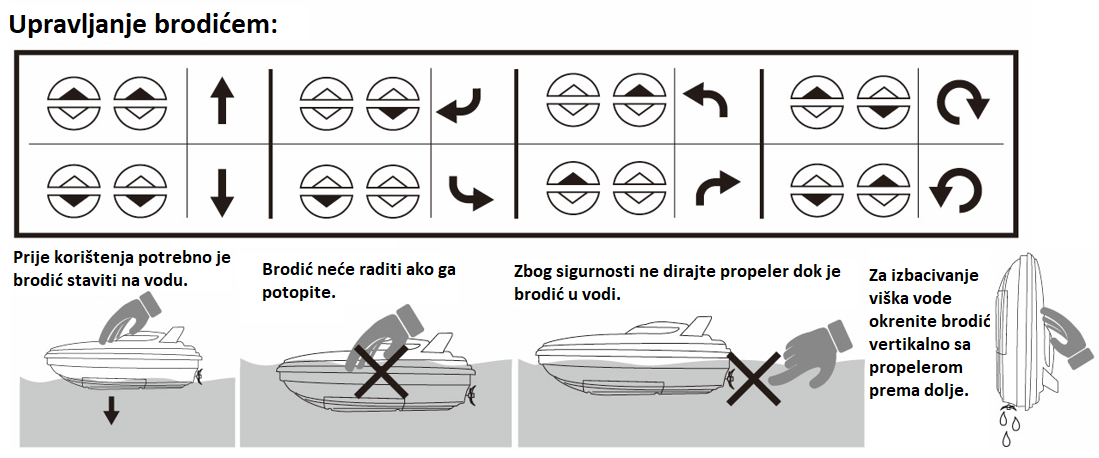 Upravljanje brodićem:
Prije korištenja potrebno je
brodić staviti na vodu.
Brodić neće raditi ako ga
potopite.
Zbog sigurnosti ne dirajte propeler dok je
brodić u vodi.
Za izbacivanje
viška vode
okrenite brodić
vertikalno sa
propelerom
prema dolje.